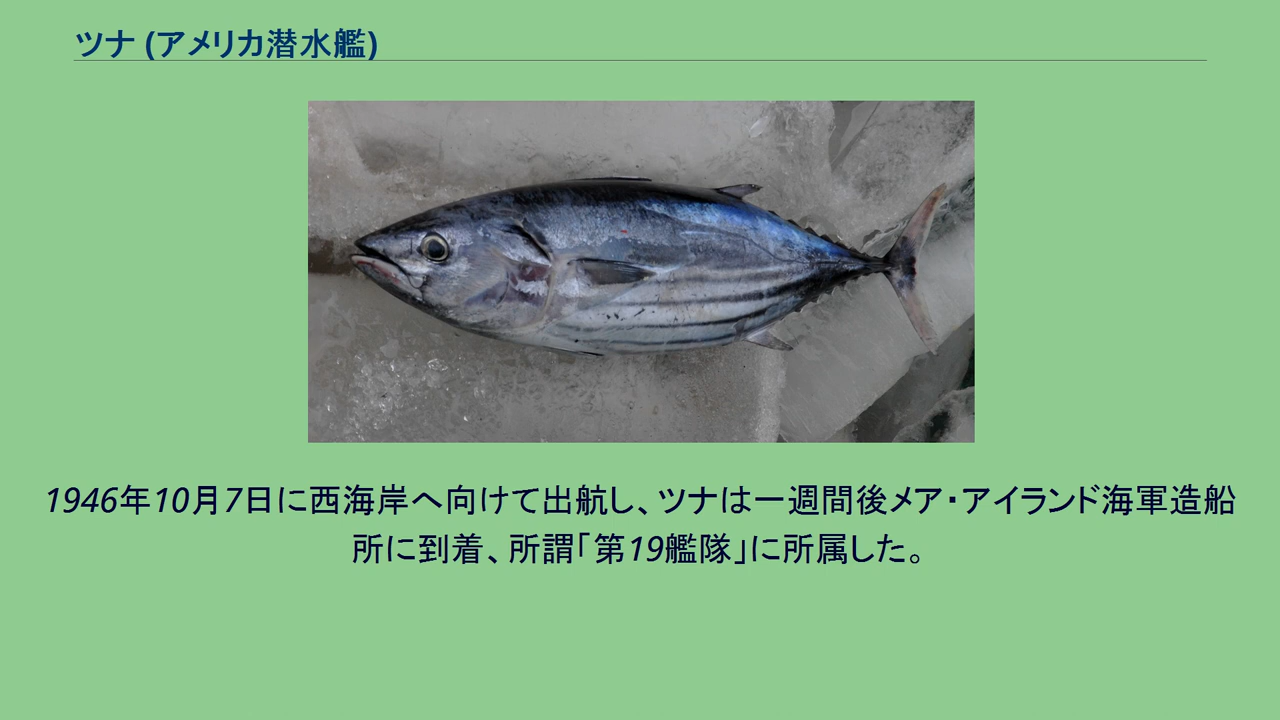 ツナ (アメリカ潜水艦)
1946年10月7日に西海岸へ向けて出航し、ツナは一週間後メア・アイランド海軍造船
所に到着、所謂「第19艦隊」に所属した。